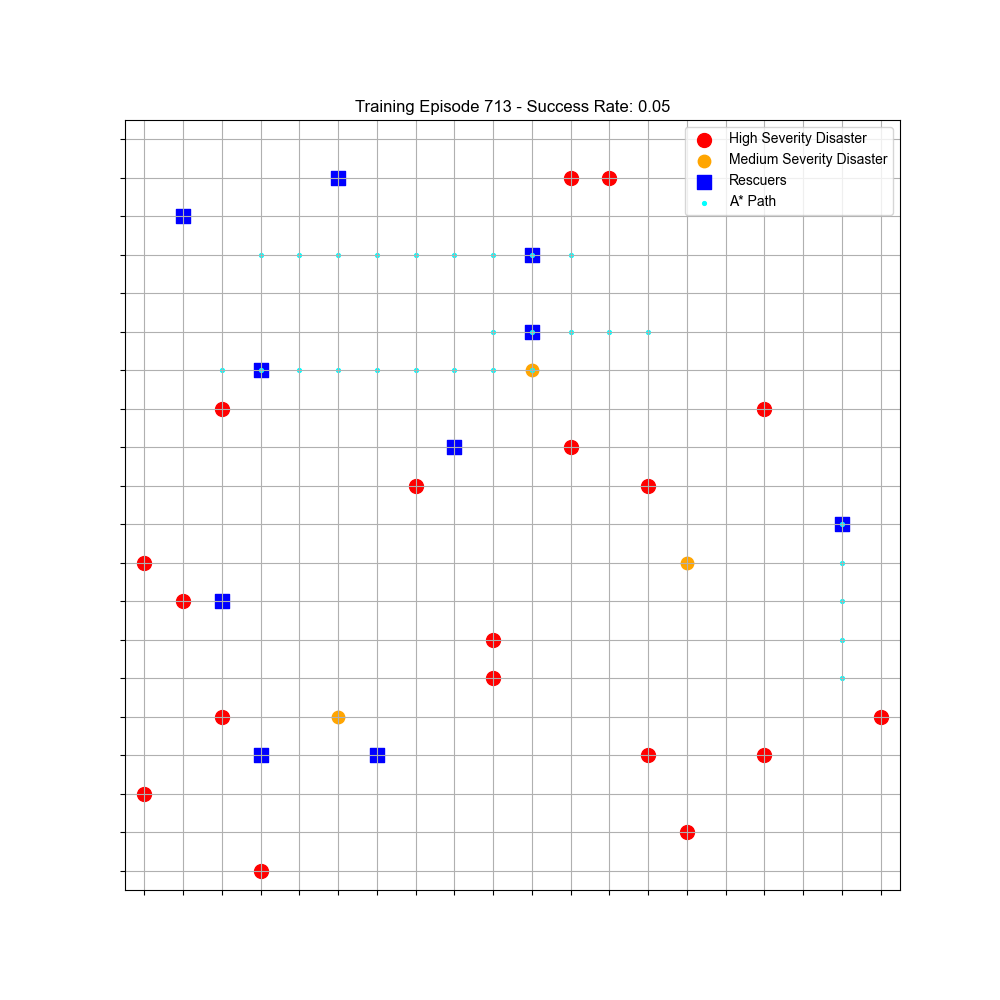 Training Episode 713 - Success Rate: 0.05
High Severity Disaster
Medium Severity Disaster
Rescuers
A* Path